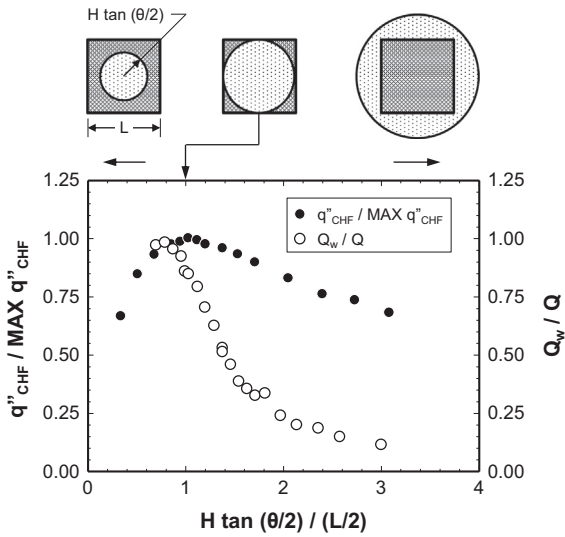 H tan (θ/2)
L
1.25
1.00
0.75
0.50
0.25
0.00
q"CHF / MAX q"CHF
q"CHF / MAX q"CHF
Qw / Q
1.25
1.00
0.75
0.50
0.25
0.00
Qw / Q
0
1
2
3
4
H tan (θ/2) / (L/2)